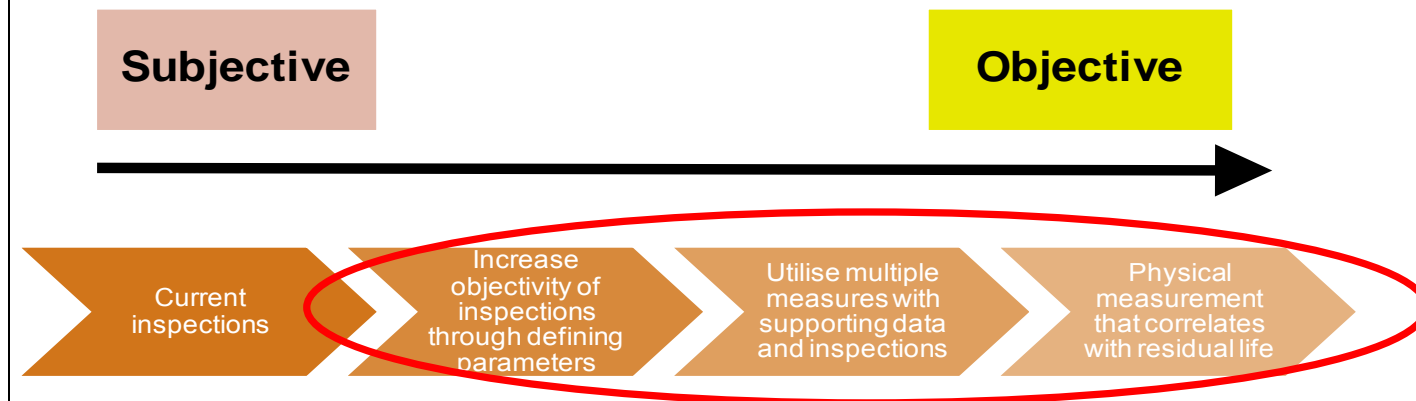 Subjective
Objective
Current
inspections
Increase
objectivity of
inspections
through defining
parameters
Utilise multiple
measures with
supporting data
and inspections
Physical
measurement
that correlates
with residual life